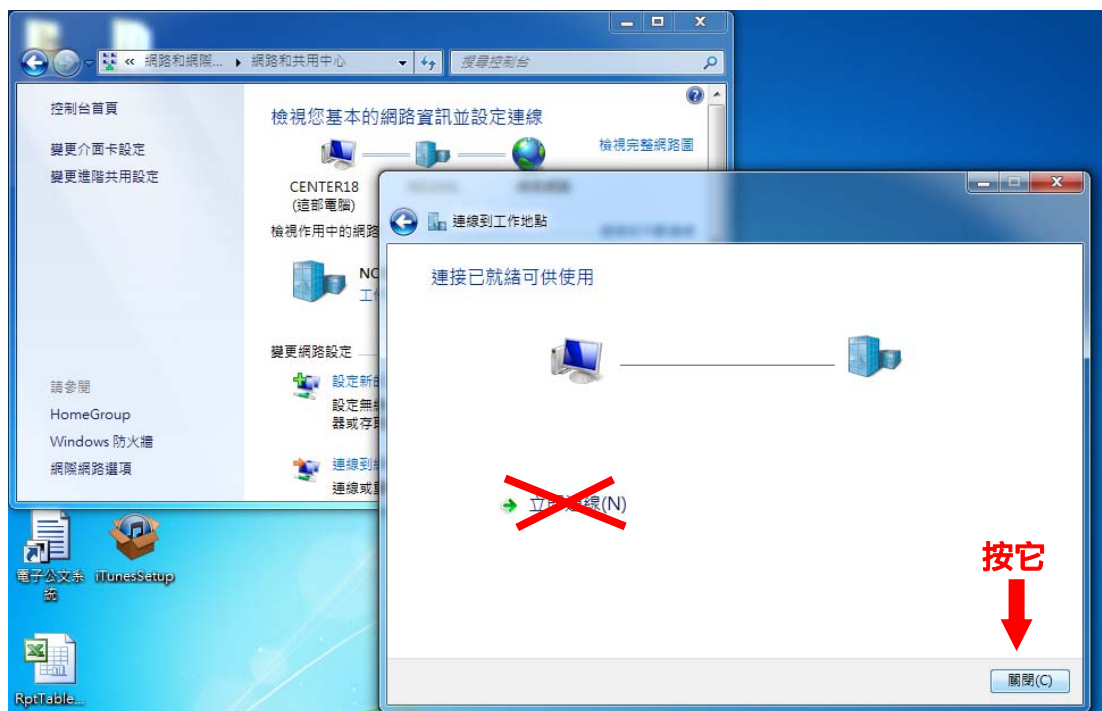 « 網路和網際... ▸ 網路和共用中心
搜尋控制台
控制台首頁
變更介面卡設定
變更進階共用設定
請參閱
HomeGroup
Windows 防火牆
網際網路選項
檢視您基本的網路資訊並設定連線
檢視完整網路圖
CENTER18
(這部電腦)
檢視作用中的網路
NC
變更網路設定
設定新
設定無
器或存
連線到
連線或
連線到工作地點
連接已就緒可供使用
立即連線(N)
按它
關閉(C)
電子公文系
統
iTunesSetup
RptTable...